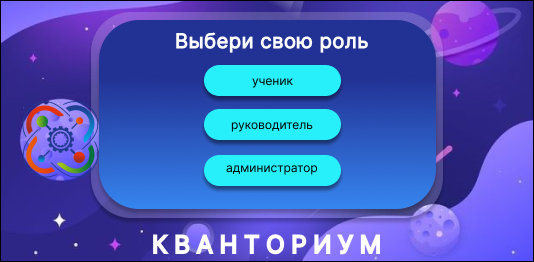 Выбери свою роль
ученик
руководитель
администратор
КВАНТОРИУМ